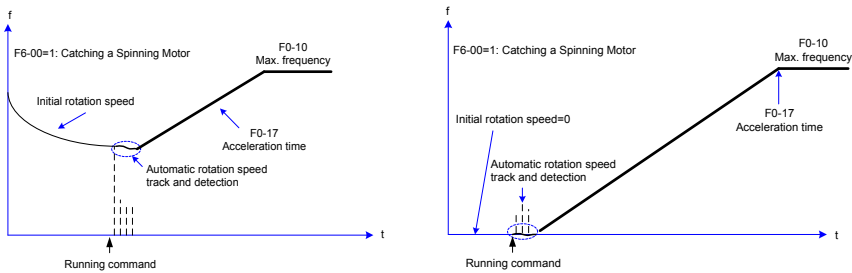 f
F6-00=1: Catching a Spinning Motor
F0-10
Max. frequency
Initial rotation speed
F0-17
Acceleration time
Automatic rotation speed
track and detection
t
Running command
f
F6-00=1: Catching a Spinning Motor
F0-10
Max. frequency
F0-17
Acceleration time
Initial rotation speed=0
Automatic rotation speed
track and detection
t
Running command